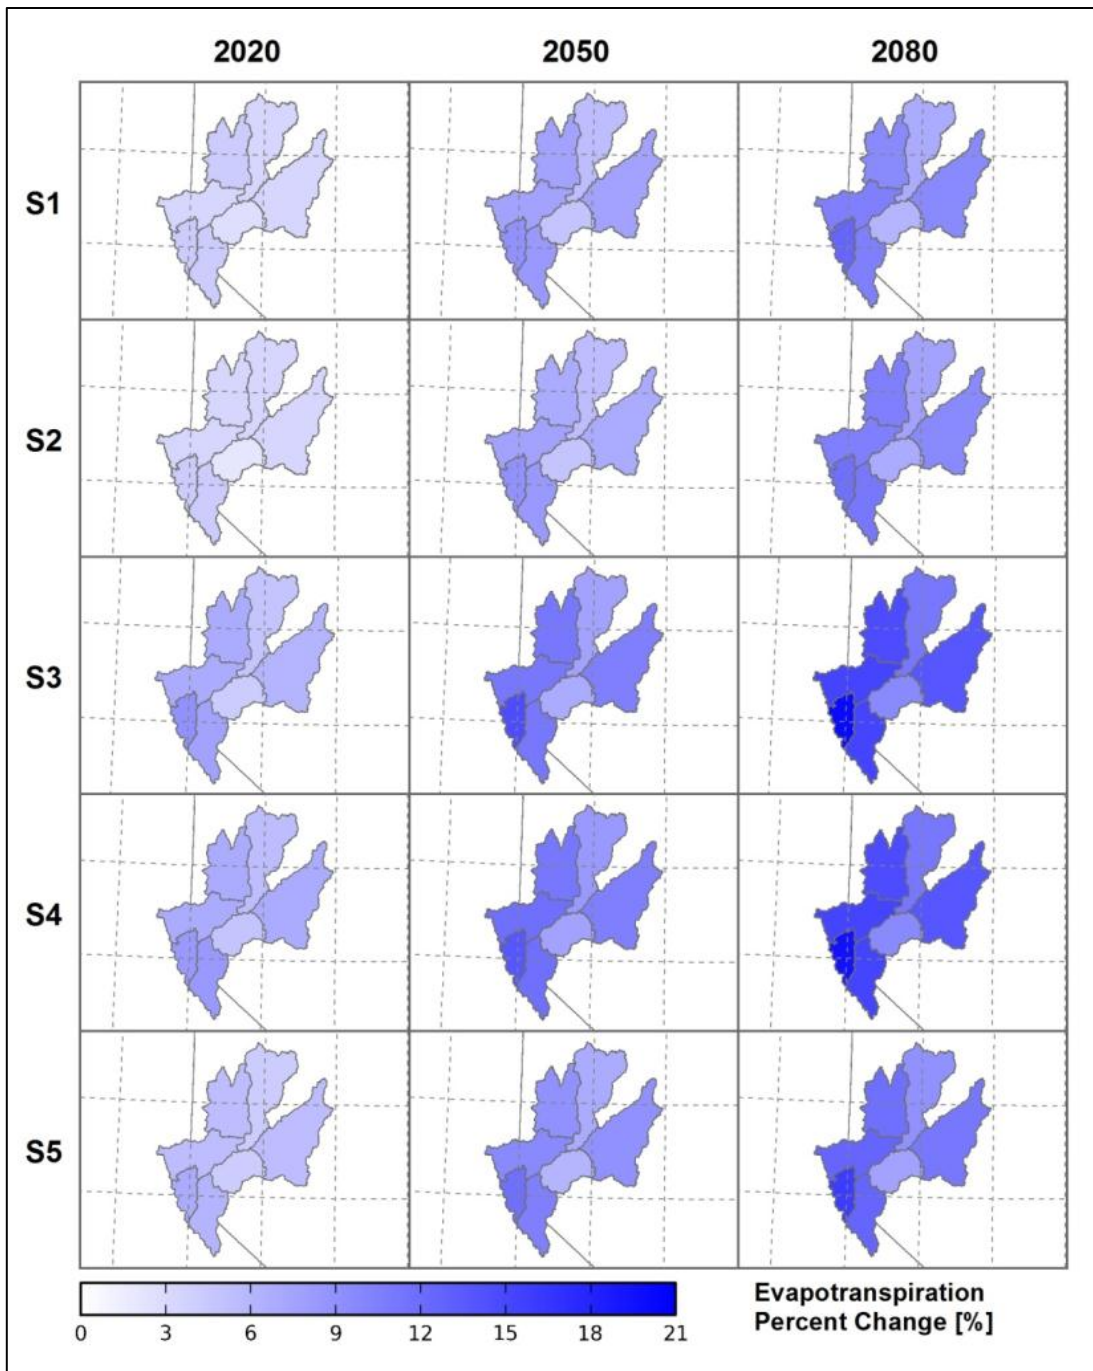 2020 2050 2080
S1
S2
S3
S4
S5
0 3 6 9 12 15 18 21
Evapotranspiration
Percent Change [%]